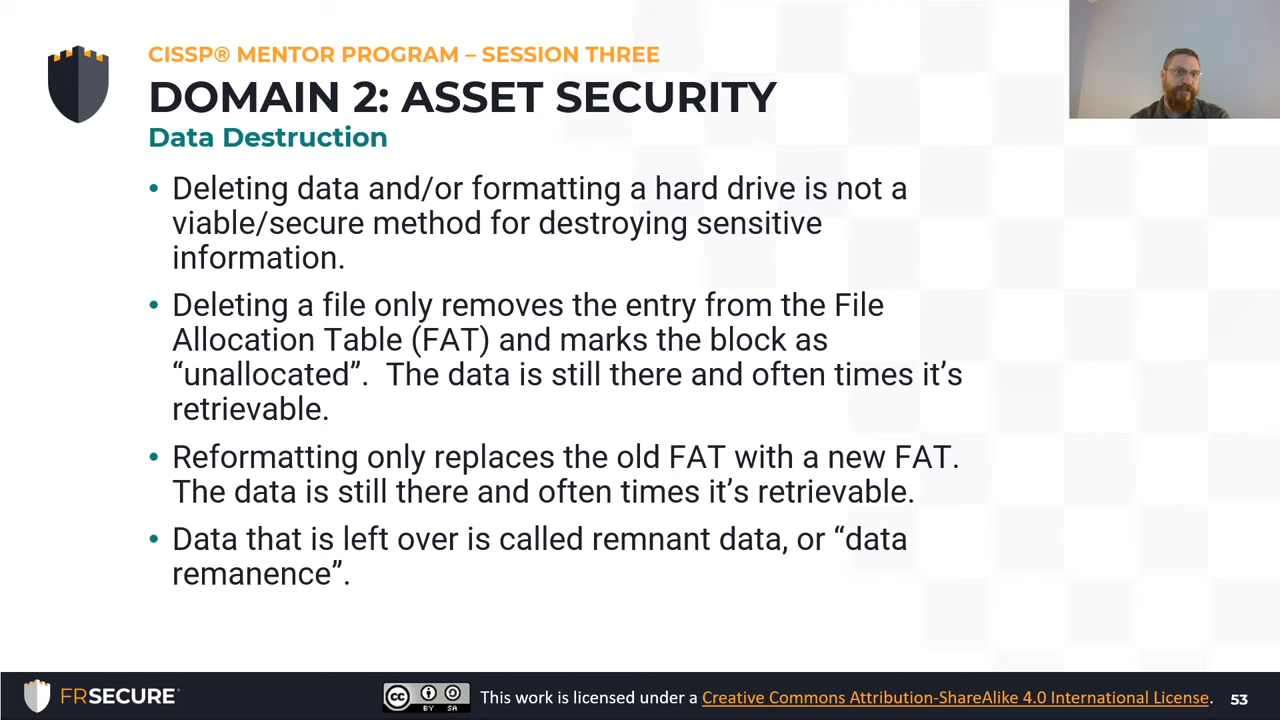 CISSP® MENTOR PROGRAM – SESSION THREE
DOMAIN 2: ASSET SECURITY
Data Destruction
• Deleting data and/or formatting a hard drive is not a
viable/secure method for destroying sensitive
information.
• Deleting a file only removes the entry from the File
Allocation Table (FAT) and marks the block as
“unallocated”.  The data is still there and often times it’s
retrievable.
• Reformatting only replaces the old FAT with a new FAT.
The data is still there and often times it’s retrievable.
• Data that is left over is called remnant data, or “data
remanence”.
FRSECURE®
cc BY SA
This work is licensed under a Creative Commons Attribution-ShareAlike 4.0 International License.
53